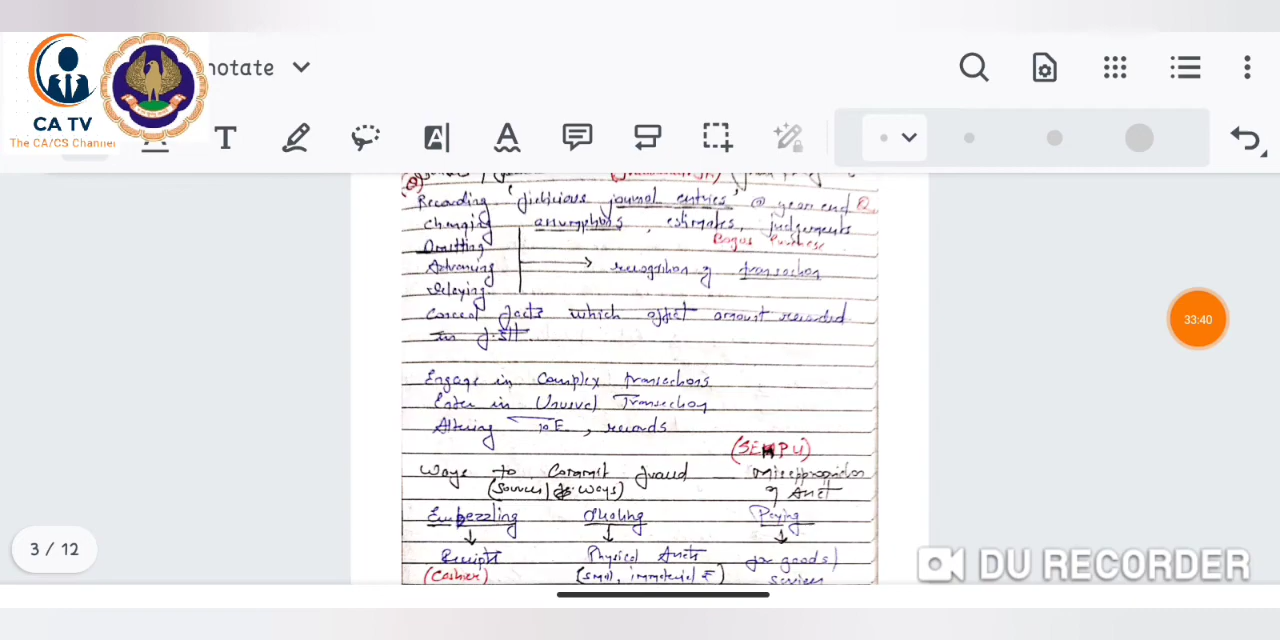 notate
CA TV
The CA/CS Channel
T
A
A
Recording 'fictitious journal entries' @ year end
changing assumptions, estimates, judgements
Omitting
Bogus Purchase
Advancing → recognition of transaction
Delaying
Conceal facts which affect amount recorded
in f.stt.
Engage in Complex transactions
Enter in Unusual Transaction
Altering , records
(SEMPU)
Ways to Commit fraud
misappropriation
(Sources/ Ways)
of Asset
Embezzling Stealing Paying
Receipts Physical Assets for goods/
(Cashier) (small, immaterial ₹) services
3 / 12
33:40
DU RECORDER